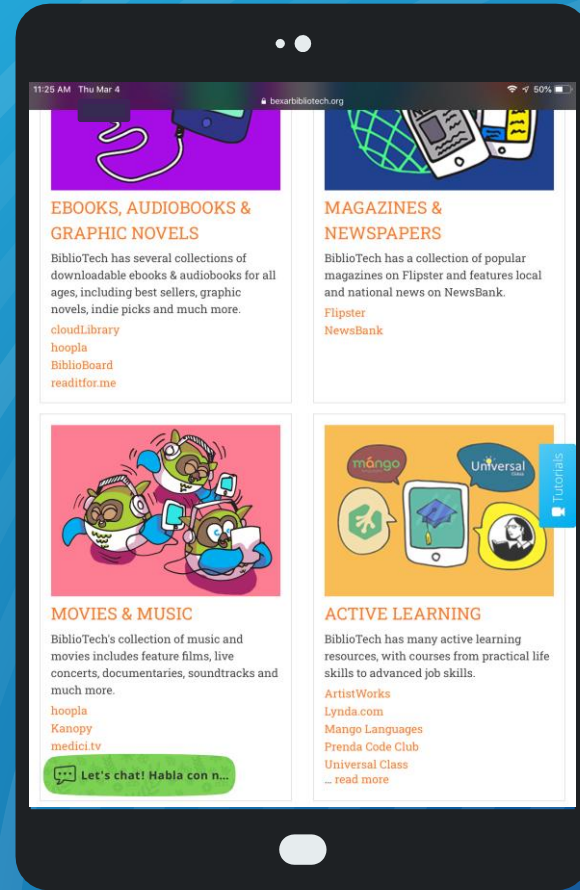 11:25 AM Thu Mar 4
bexarbibliotech.org
50%
EBOOKS, AUDIOBOOKS &
GRAPHIC NOVELS
BiblioTech has several collections of
downloadable ebooks & audiobooks for all
ages, including best sellers, graphic
novels, indie picks and much more.
cloudLibrary
hoopla
BiblioBoard
readitfor.me
MAGAZINES &
NEWSPAPERS
BiblioTech has a collection of popular
magazines on Flipster and features local
and national news on NewsBank.
Flipster
NewsBank
MOVIES & MUSIC
BiblioTech's collection of music and
movies includes feature films, live
concerts, documentaries, soundtracks and
much more.
hoopla
Kanopy
medici.tv
Let's chat! Habla con n...
mango
Universal
Class
ACTIVE LEARNING
BiblioTech has many active learning
resources, with courses from practical life
skills to advanced job skills.
ArtistWorks
Lynda.com
Mango Languages
Prenda Code Club
Universal Class
... read more
Tutorials